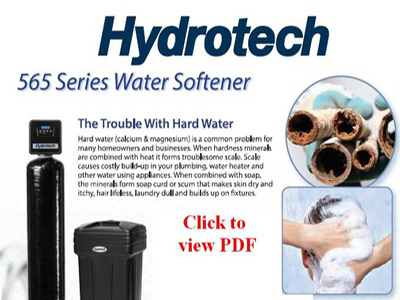 Hydrotech
565 Series Water Softener
The Trouble With Hard Water
Hard water (calcium & magnesium) is a common problem for
many homeowners and businesses. When hardness minerals
are combined with heat it forms troublesome scale. Scale
causes costly build-up in your plumbing, water heater and
other water using appliances. When combined with soap,
the minerals form soap curd or scum that makes skin dry and
itchy, hair lifeless, laundry dull and builds up on fixtures.
Hydrotech
Click to
view PDF